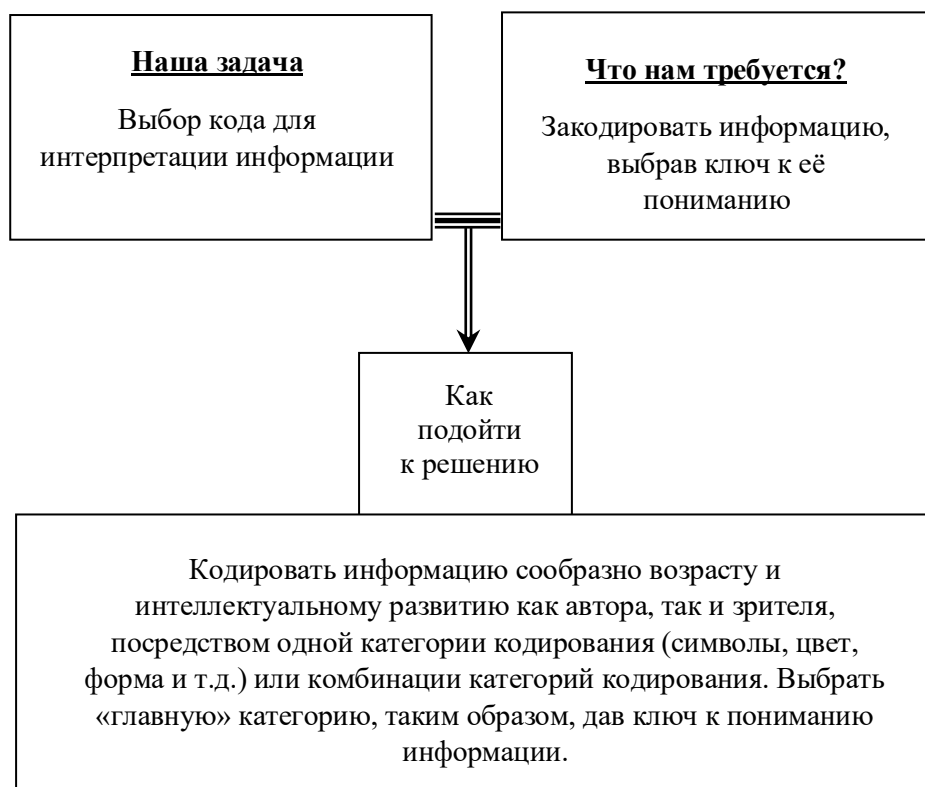 Наша задача
Выбор кода для
интерпретации информации
Что нам требуется?
Закодировать информацию,
выбрав ключ к её
пониманию
Как
подойти
к решению
Кодировать информацию сообразно возрасту и
интеллектуальному развитию как автора, так и зрителя,
посредством одной категории кодирования (символы, цвет,
форма и т.д.) или комбинации категорий кодирования. Выбрать
«главную» категорию, таким образом, дав ключ к пониманию
информации.